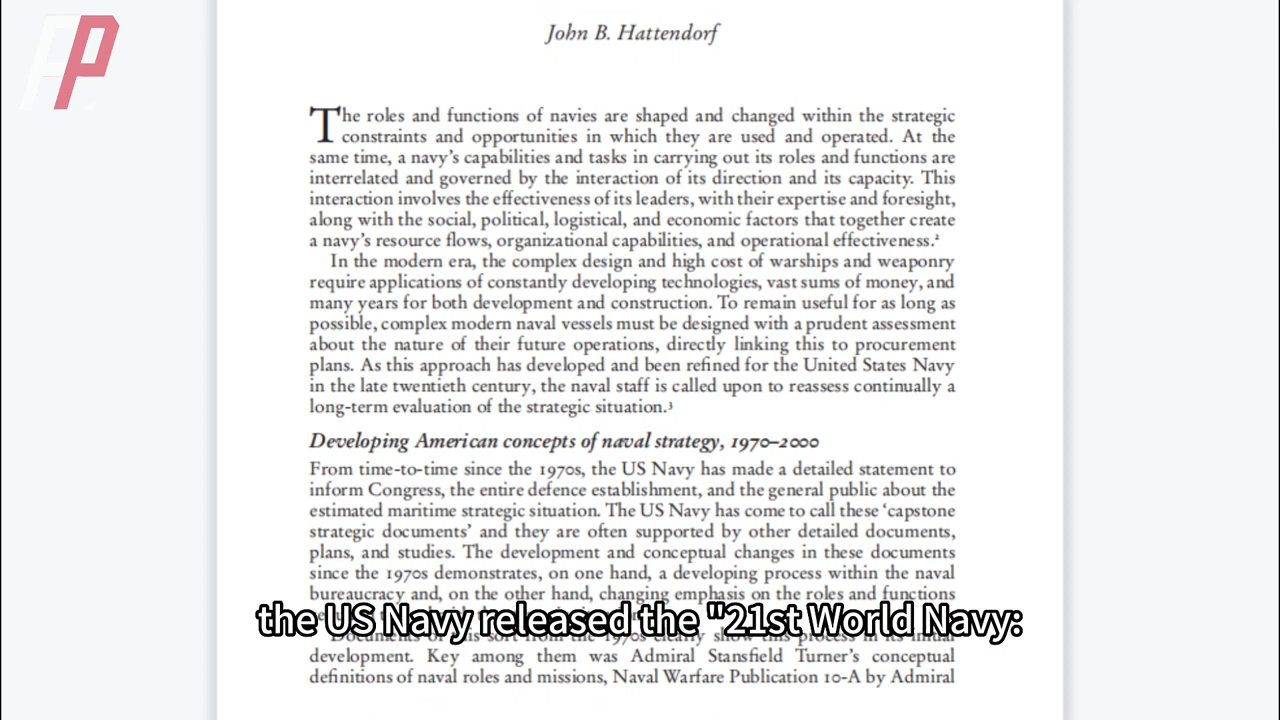 John B. Hattendorf
The roles and functions of navies are shaped and changed within the strategic
constraints and opportunities in which they are used and operated. At the
same time, a navy's capabilities and tasks in carrying out its roles and functions are
interrelated and governed by the interaction of its direction and its capacity. This
interaction involves the effectiveness of its leaders, with their expertise and foresight,
along with the social, political, logistical, and economic factors that together create
a navy's resource flows, organizational capabilities, and operational effectiveness.²
In the modern era, the complex design and high cost of warships and weaponry
require applications of constantly developing technologies, vast sums of money, and
many years for both development and construction. To remain useful for as long as
possible, complex modern naval vessels must be designed with a prudent assessment
about the nature of their future operations, directly linking this to procurement
plans. As this approach has developed and been refined for the United States Navy
in the late twentieth century, the naval staff is called upon to reassess continually a
long-term evaluation of the strategic situation.³
Developing American concepts of naval strategy, 1970–2000
From time-to-time since the 1970s, the US Navy has made a detailed statement to
inform Congress, the entire defence establishment, and the general public about the
estimated maritime strategic situation. The US Navy has come to call these 'capstone
strategic documents' and they are often supported by other detailed documents,
plans, and studies. The development and conceptual changes in these documents
since the 1970s demonstrates, on one hand, a developing process within the naval
bureaucracy and, on the other hand, changing emphasis on the roles and functions
the US Navy released the "21st World Navy:
Documents of this sort from the 1970s clearly show this process in its initial
development. Key among them was Admiral Stansfield Turner's conceptual
definitions of naval roles and missions, Naval Warfare Publication 10-A by Admiral